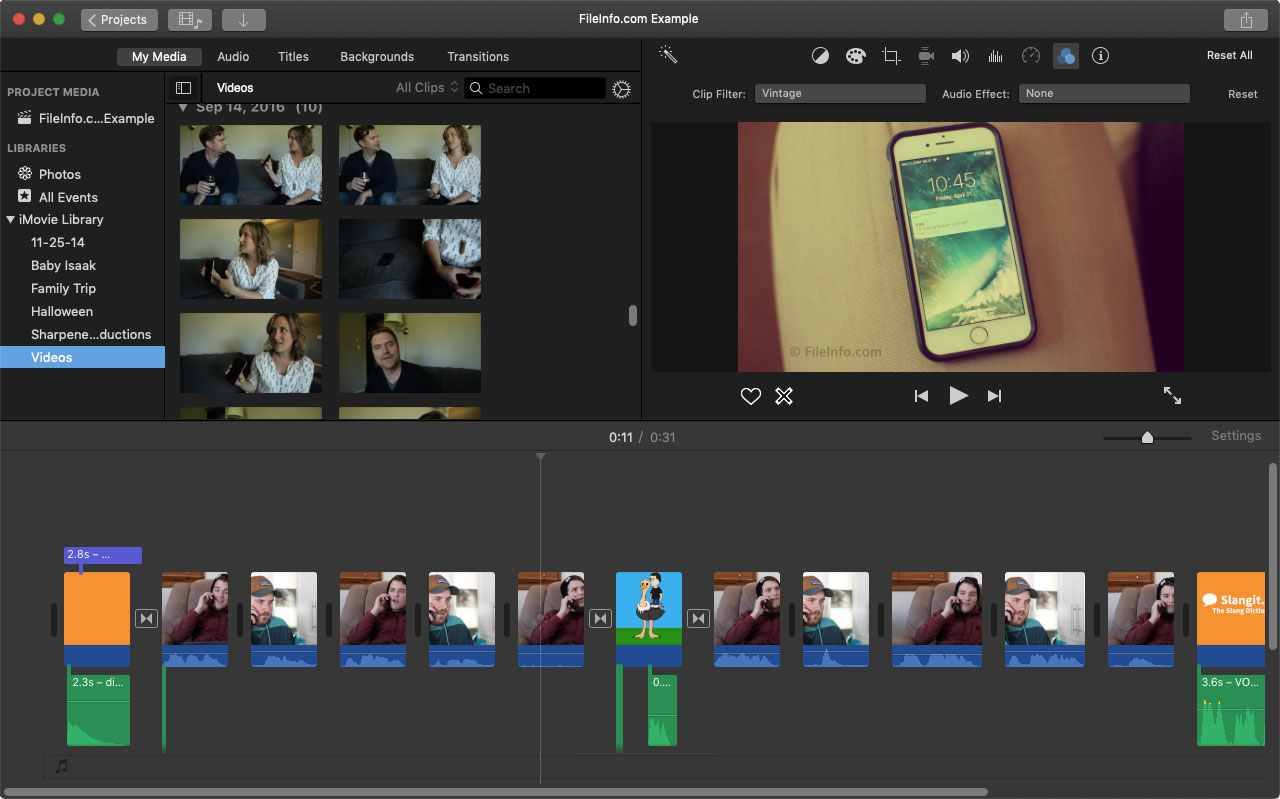 FileInfo.com Example
Projects
My Media
Audio
Titles
Backgrounds
Transitions
Reset All
PROJECT MEDIA
FileInfo.c...Example
LIBRARIES
Photos
All Events
iMovie Library
11-25-14
Baby Isaak
Family Trip
Halloween
Sharpene...ductions
Videos
Videos
All Clips
Search
Sep 14, 2016 (10)
Clip Filter:
Vintage
Audio Effect:
None
Reset
10:45
Friday, April 21
© FileInfo.com
0:11 / 0:31
Settings
2.8s – ...
Slangit.
The Slang Dictio
2.3s – di...
0....
3.6s – VO...